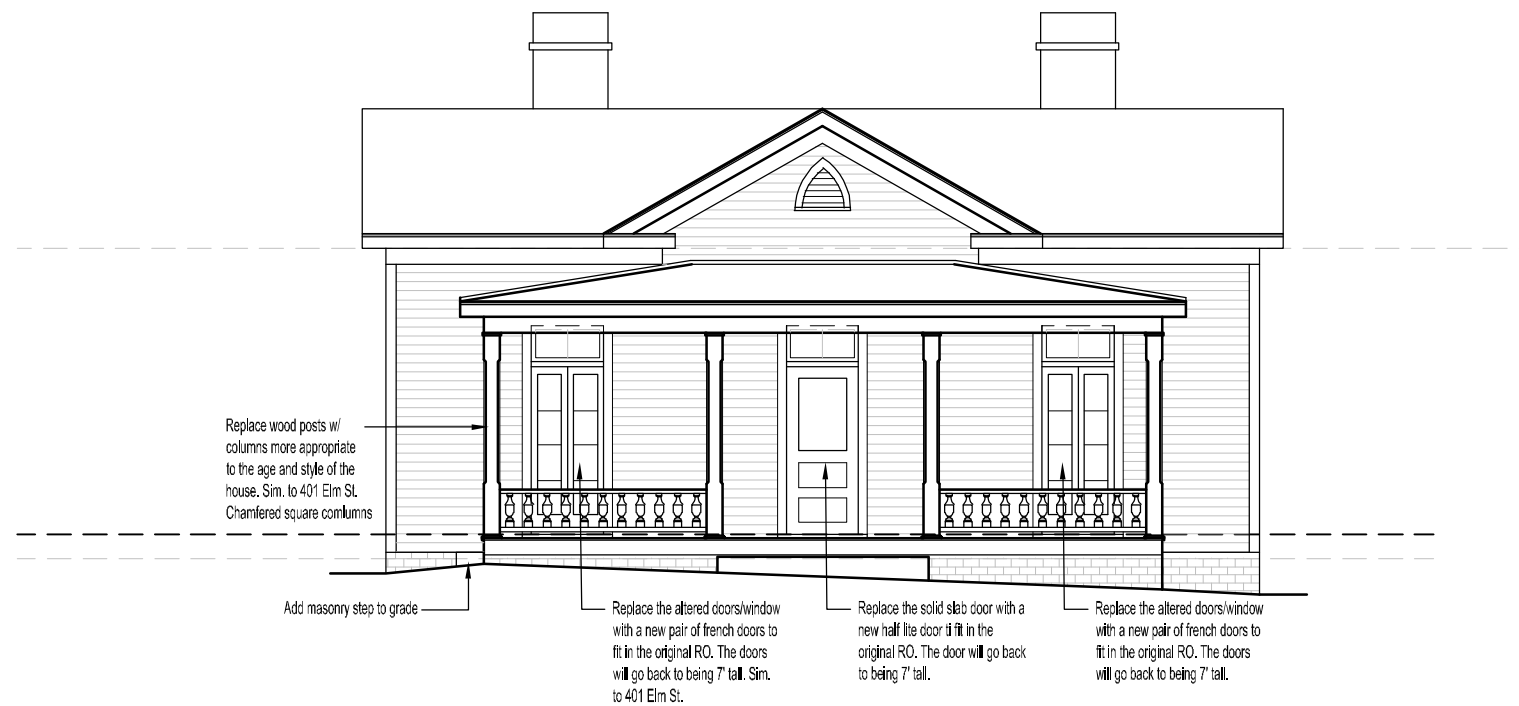 Replace wood posts w/
columns more appropriate
to the age and style of the
house. Sim. to 401 Elm St.
Chamfered square comlumns
Add masonry step to grade
Replace the altered doors/window
with a new pair of french doors to
fit in the original RO. The doors
will go back to being 7' tall. Sim.
to 401 Elm St.
Replace the solid slab door with a
new half lite door ti fit in the
original RO. The door will go back
to being 7' tall.
Replace the altered doors/window
with a new pair of french doors to
fit in the original RO. The doors
will go back to being 7' tall.